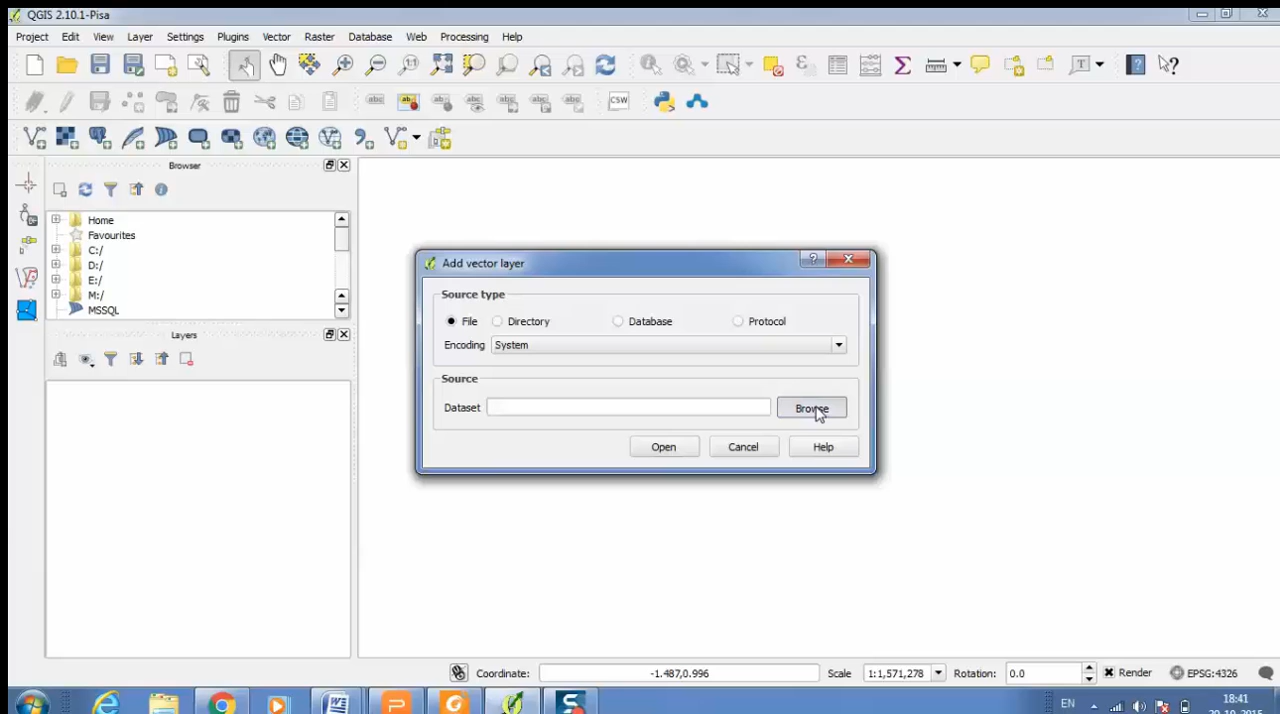 QGIS 2.10.1-Pisa
Project Edit View Layer Settings Plugins Vector Raster Database Web Processing Help
CSW
Browser
Home
Favourites
C:/
D:/
E:/
M:/
MSSQL
Layers
Add vector layer
Source type
File Directory Database Protocol
Encoding System
Source
Dataset Browse
Open Cancel Help
Coordinate: -1.487,0.996 Scale 1:1,571,278 Rotation: 0.0 Render EPSG:4326
EN 18:41